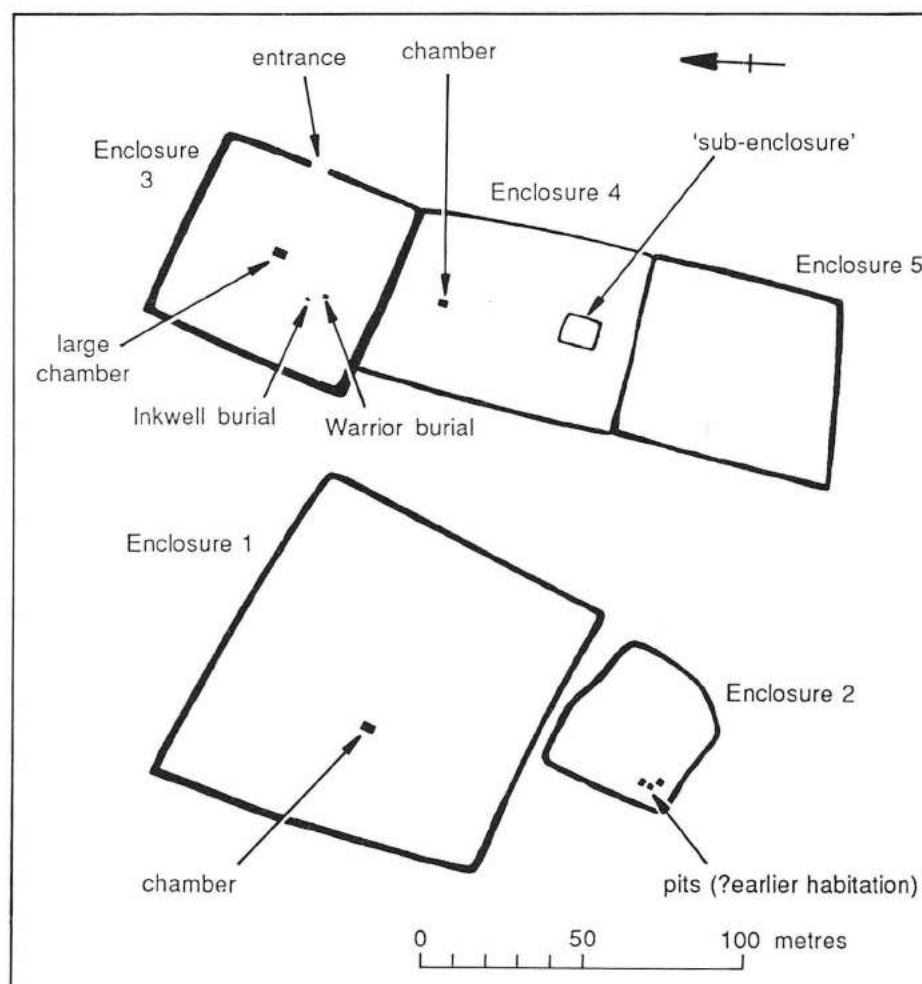 entrance
chamber
Enclosure
3
'sub-enclosure'
Enclosure 4
Enclosure 5
large
chamber
Inkwell burial
Warrior burial
Enclosure 1
Enclosure 2
chamber
pits (?earlier habitation)
0 50 100 metres